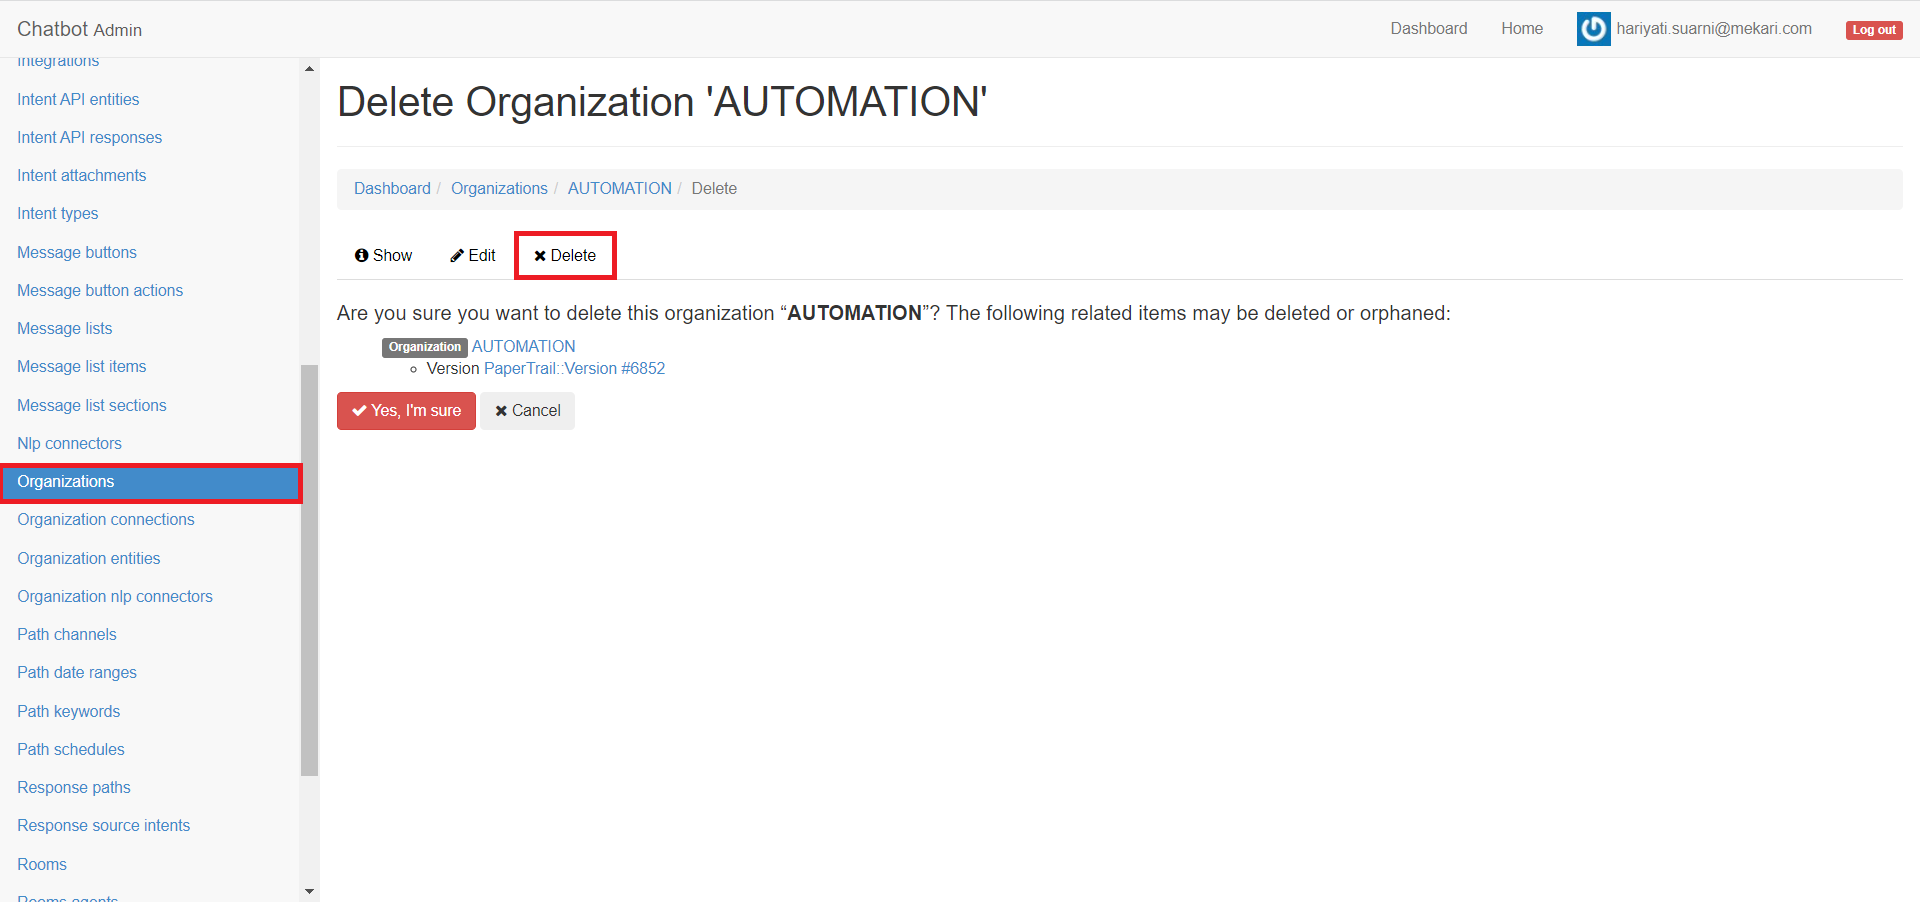 Chatbot Admin
Dashboard
Home
hariyati.suarni@mekari.com
Log out
Integrations
Intent API entities
Intent API responses
Intent attachments
Intent types
Message buttons
Message button actions
Message lists
Message list items
Message list sections
Nlp connectors
Organizations
Organization connections
Organization entities
Organization nlp connectors
Path channels
Path date ranges
Path keywords
Path schedules
Response paths
Response source intents
Rooms
Rooms agents
Delete Organization 'AUTOMATION'
Dashboard / Organizations / AUTOMATION / Delete
Show Edit Delete
Are you sure you want to delete this organization “AUTOMATION”? The following related items may be deleted or orphaned:
Organization AUTOMATION
Version PaperTrail::Version #6852
Yes, I'm sure Cancel